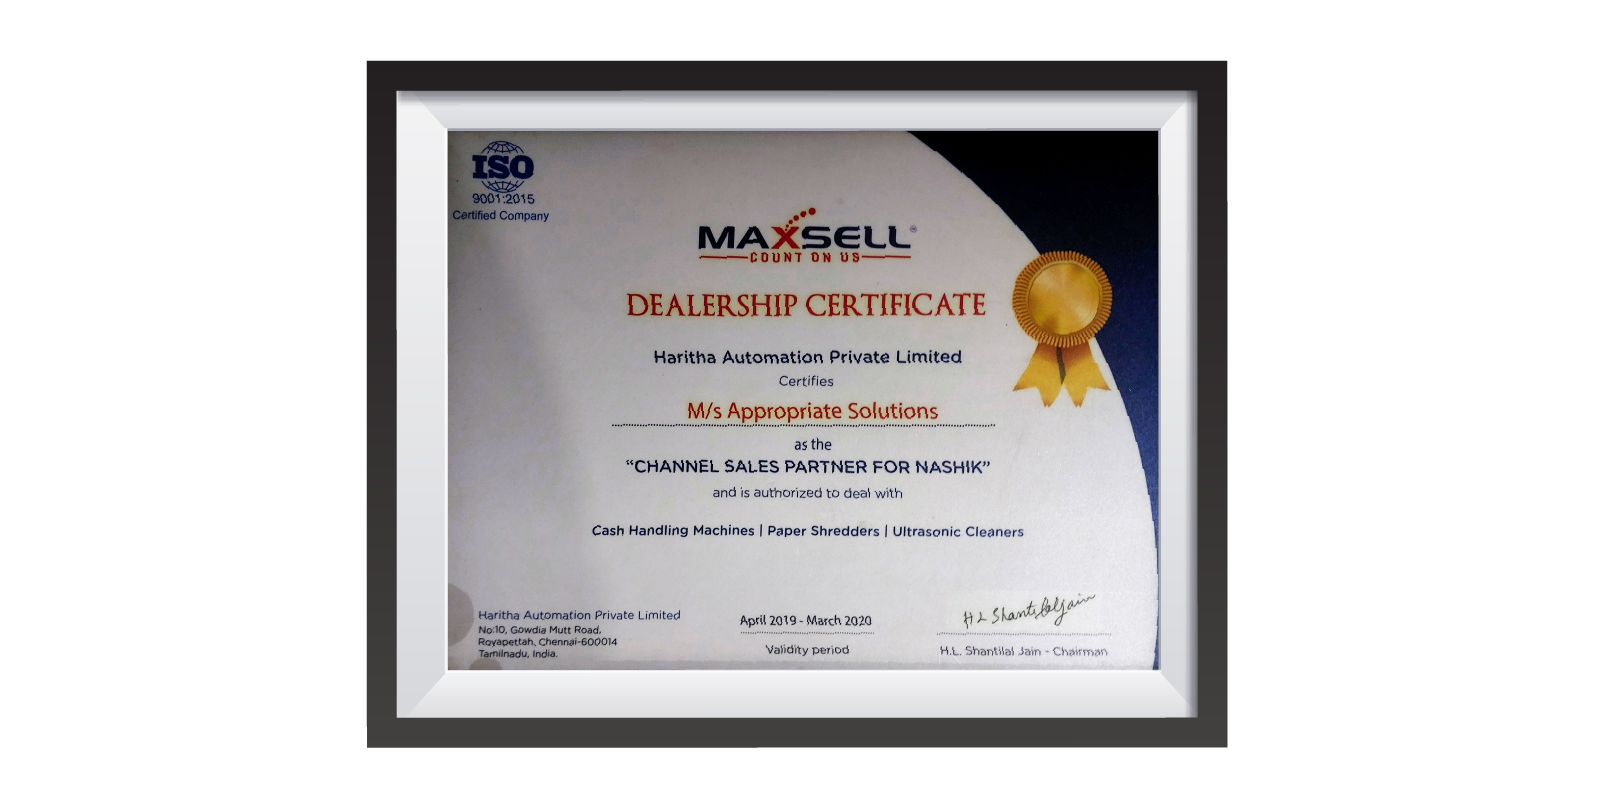 ISO
9001:2015
Certified Company
MAXSELL®
COUNT ON US
DEALERSHIP CERTIFICATE
Haritha Automation Private Limited
Certifies
M/s Appropriate Solutions
as the
“CHANNEL SALES PARTNER FOR NASHIK”
and is authorized to deal with
Cash Handling Machines | Paper Shredders | Ultrasonic Cleaners
Haritha Automation Private Limited
No:10, Gowdia Mutt Road,
Royapettah, Chennai-600014
Tamilnadu, India.
April 2019 - March 2020
Validity period
H L Shantilal Jain
H.L. Shantilal Jain - Chairman